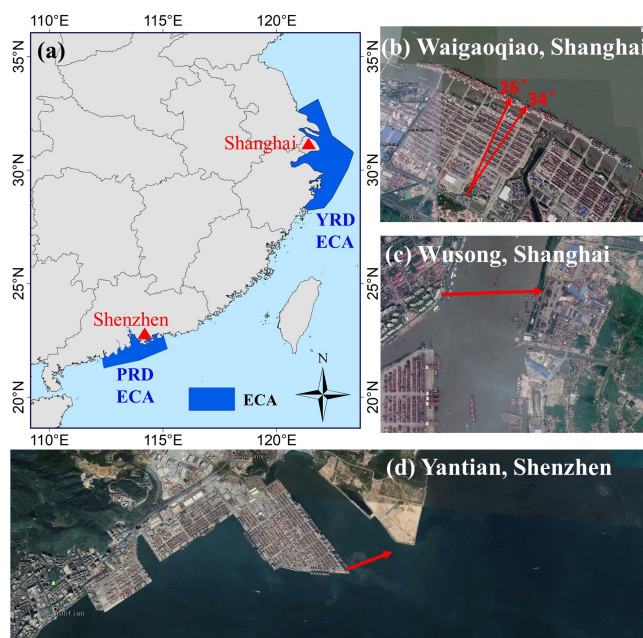 110°E
115°E
120°E
35°N
30°N
25°N
20°N
(a)
Shanghai
YRD
ECA
Shenzhen
PRD
ECA
ECA
N
35°N
30°N
25°N
20°N
110°E
115°E
120°E
(b) Waigaoqiao, Shanghai
26°
34°
(c) Wusong, Shanghai
(d) Yantian, Shenzhen